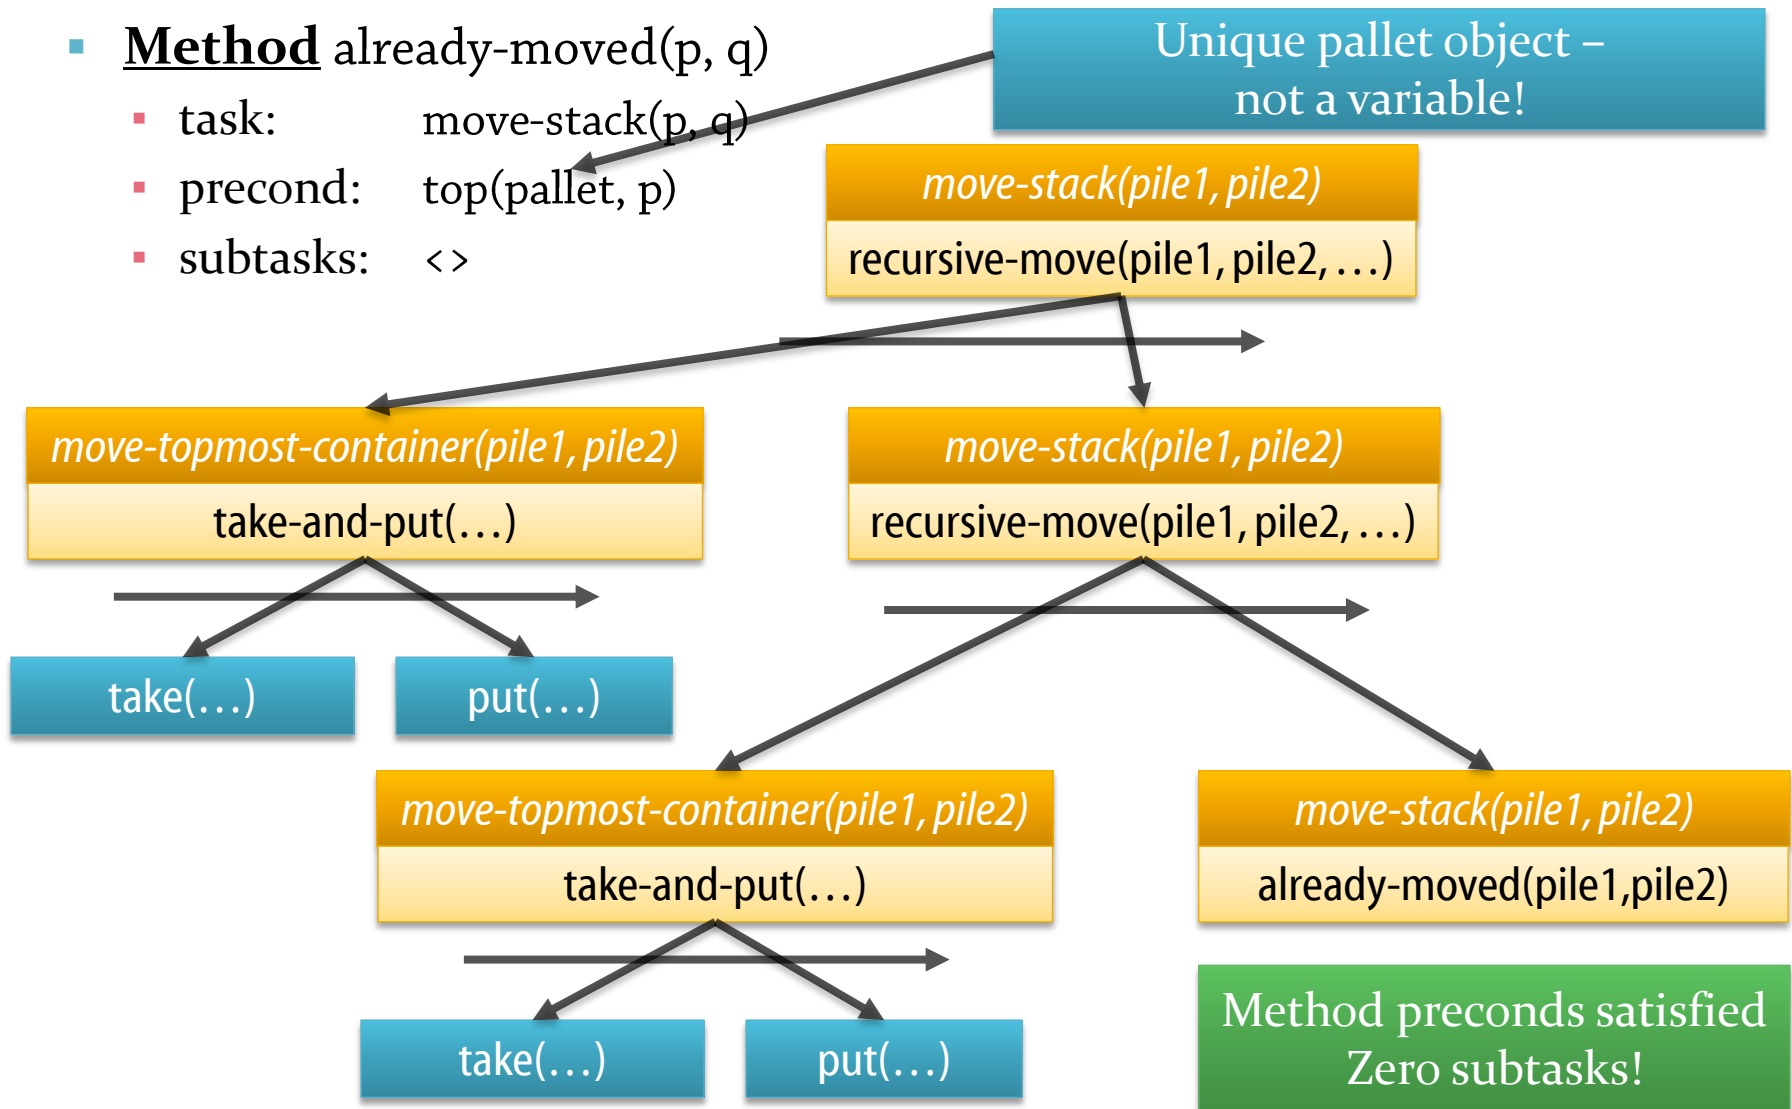 Method already-moved(p, q)
task: move-stack(p, q)
precond: top(pallet, p)
subtasks: <>
Unique pallet object –
not a variable!
move-stack(pile1, pile2)
recursive-move(pile1, pile2, …)
move-topmost-container(pile1, pile2)
take-and-put(…)
move-stack(pile1, pile2)
recursive-move(pile1, pile2, …)
take(…)
put(…)
move-topmost-container(pile1, pile2)
take-and-put(…)
move-stack(pile1, pile2)
already-moved(pile1,pile2)
take(…)
put(…)
Method preconds satisfied
Zero subtasks!